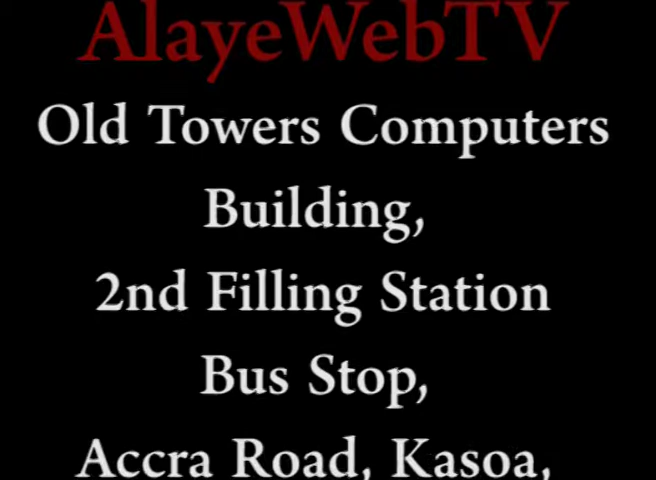 AlayeWebTV
Old Towers Computers
Building,
2nd Filling Station
Bus Stop,
Accra Road, Kasoa,